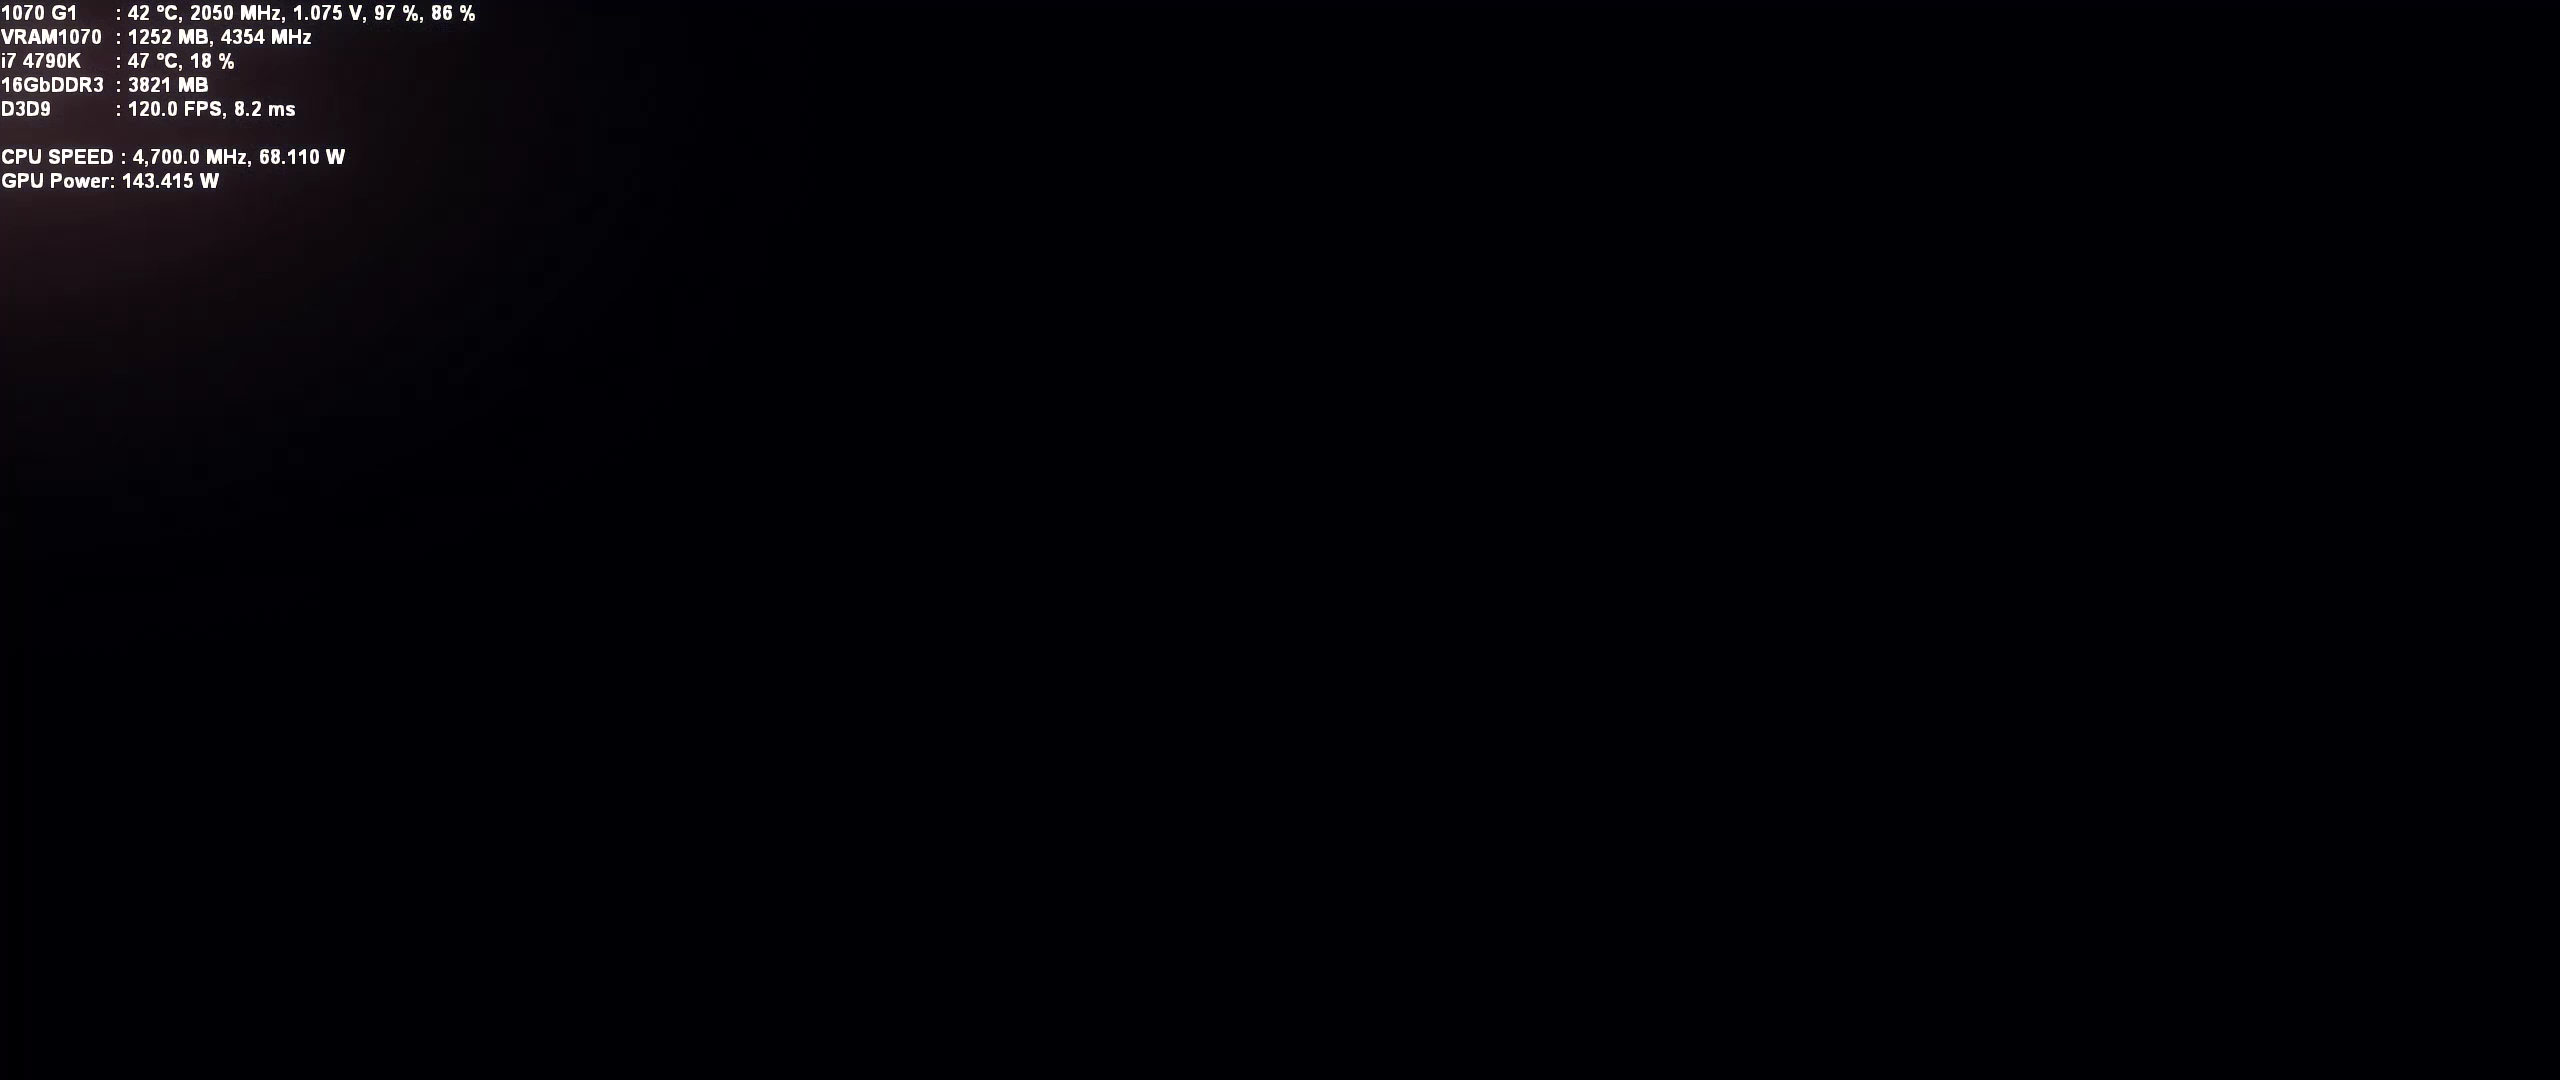 1070 G1 : 42 °C, 2050 MHz, 1.075 V, 97 %, 86 %
VRAM1070 : 1252 MB, 4354 MHz
i7 4790K : 47 °C, 18 %
16GbDDR3 : 3821 MB
D3D9 : 120.0 FPS, 8.2 ms
CPU SPEED : 4,700.0 MHz, 68.110 W
GPU Power: 143.415 W